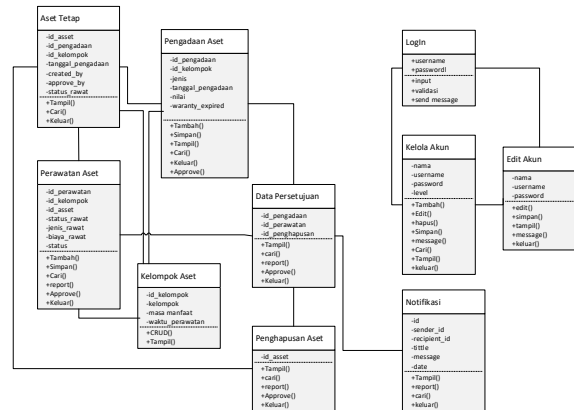 Aset Tetap
-id_asset
-id_pengadaan
-id_kelompok
-tanggal_pengadaan
-created_by
-approve_by
-status_rawat
+Tampil()
+Cari()
+Keluar()
Pengadaan Aset
-id_pengadaan
-id_kelompok
-jenis
-tanggal_pengadaan
-nilai
-waranty_expired
+Tambah()
+Simpan()
+Tampil()
+Cari()
+Keluar()
+Approve()
LogIn
+username
+passwordl
+input
+validasi
+send message
Perawatan Aset
-id_perawatan
-id_kelompok
-id_asset
-status_rawat
-jenis_rawat
-biaya_rawat
-status
+Tambah()
+Simpan()
+Cari()
+report()
+Approve()
+Keluar()
Data Persetujuan
-id_pengadaan
-id_perawatan
-id_penghapusan
+Tampil()
+cari()
+report()
+Approve()
+Keluar()
Kelola Akun
-nama
-username
-password
-level
+Tambah()
+Edit()
+hapus()
+Simpan()
+message()
+Cari()
+Tampil()
+keluar()
Edit Akun
-nama
-username
-password
+edit()
+simpan()
+tampil()
+message()
+keluar()
Kelompok Aset
-id_kelompok
-kelompok
-masa manfaat
-waktu_perawatan
+CRUD()
+Tampil()
Penghapusan Aset
-id_asset
+Tampil()
+cari()
+report()
+Approve()
+Keluar()
Notifikasi
-id
-sender_id
-recipient_id
-tittle
-message
-date
+Tampil()
+report()
+cari()
+keluar()